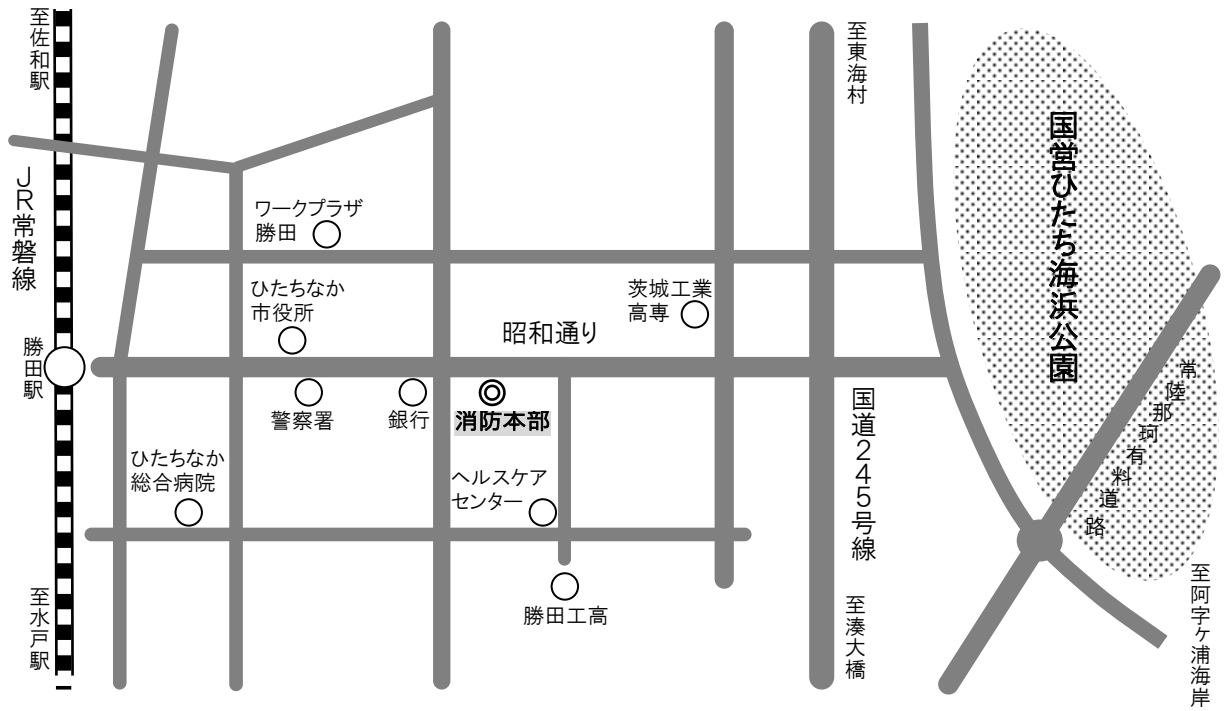 至佐和駅
ＪＲ常磐線
勝田駅
至水戸駅
ワークプラザ
勝田
ひたちなか
市役所
警察署
銀行
消防本部
昭和通り
茨城工業
高専
ひたちなか
総合病院
ヘルスケア
センター
勝田工高
至東海村
国道２４５号線
至湊大橋
国営ひたち海浜公園
常陸那珂有料道路
至阿字ヶ浦海岸